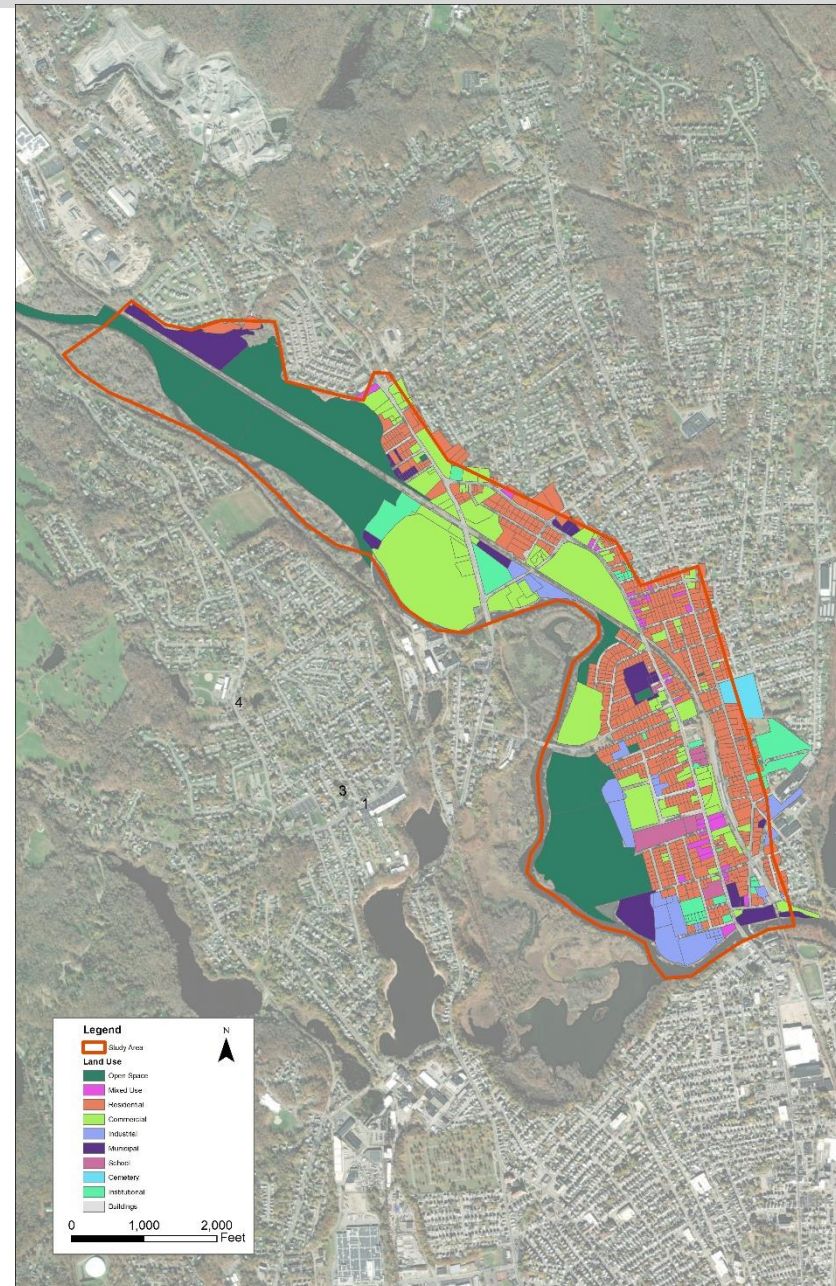 4
3
1
Legend
N
Study Area
Land Use
Open Space
Mixed Use
Residential
Commercial
Industrial
Municipal
School
Cemetery
Institutional
Buildings
0 1,000 2,000
Feet